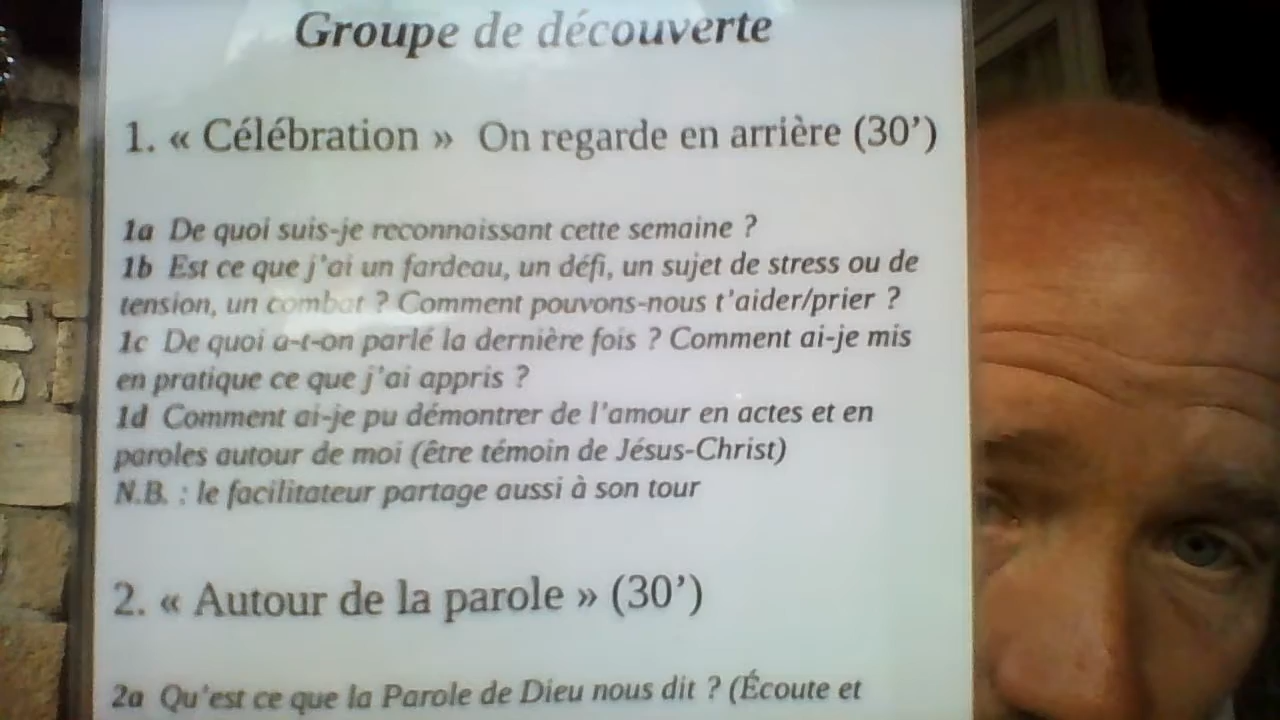 Groupe de découverte
1. « Célébration »  On regarde en arrière (30’)
1a  De quoi suis-je reconnaissant cette semaine ?
1b  Est ce que j’ai un fardeau, un défi, un sujet de stress ou de
tension, un combat ? Comment pouvons-nous t’aider/prier ?
1c  De quoi a-t-on parlé la dernière fois ? Comment ai-je mis
en pratique ce que j’ai appris ?
1d  Comment ai-je pu démontrer de l’amour en actes et en
paroles autour de moi (être témoin de Jésus-Christ)
N.B. : le facilitateur partage aussi à son tour
2. « Autour de la parole » (30’)
2a  Qu’est ce que la Parole de Dieu nous dit ? (Écoute et